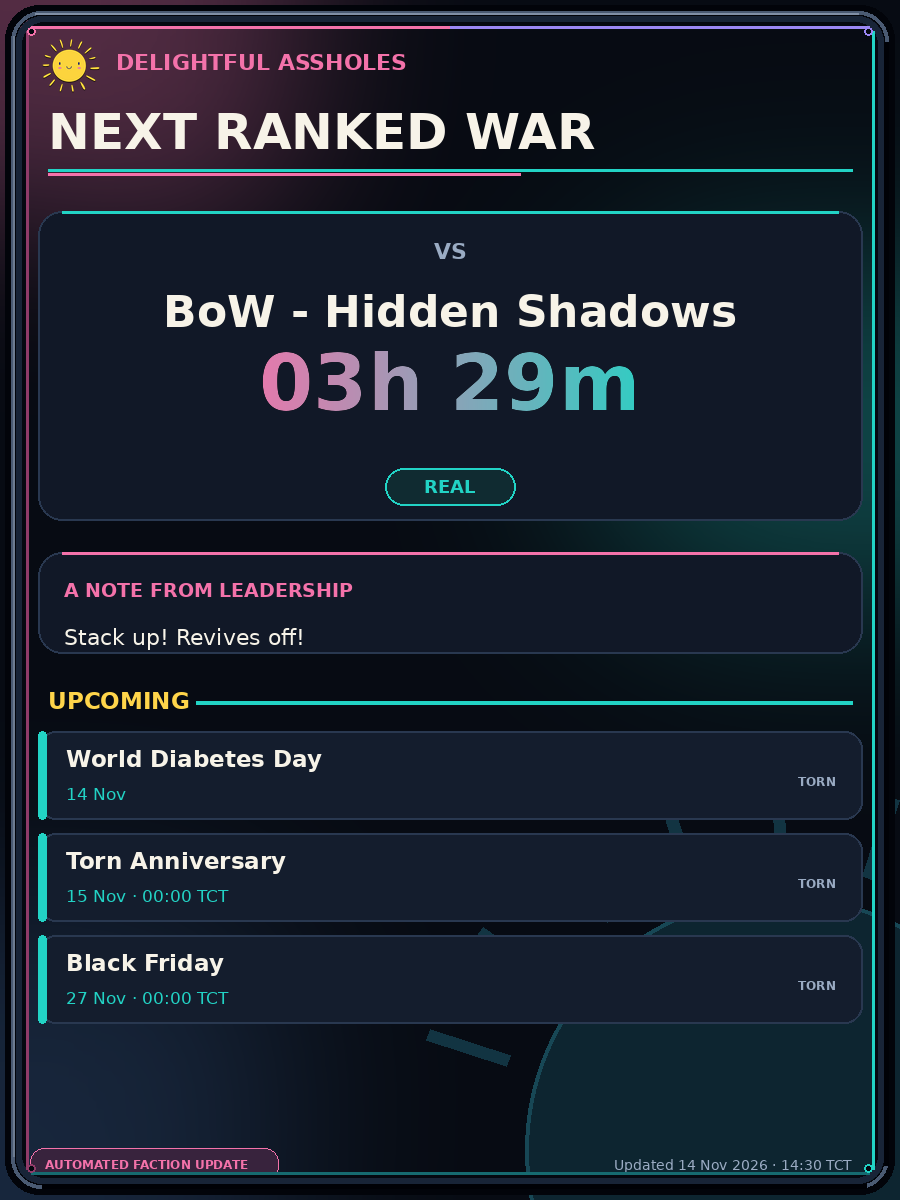 DELIGHTFUL ASSHOLES
NEXT RANKED WAR
VS
BoW - Hidden Shadows
03h 29m
REAL
A NOTE FROM LEADERSHIP
Stack up! Revives off!
UPCOMING
World Diabetes Day
14 Nov
TORN
Torn Anniversary
15 Nov · 00:00 TCT
TORN
Black Friday
27 Nov · 00:00 TCT
TORN
AUTOMATED FACTION UPDATE
Updated 14 Nov 2026 · 14:30 TCT